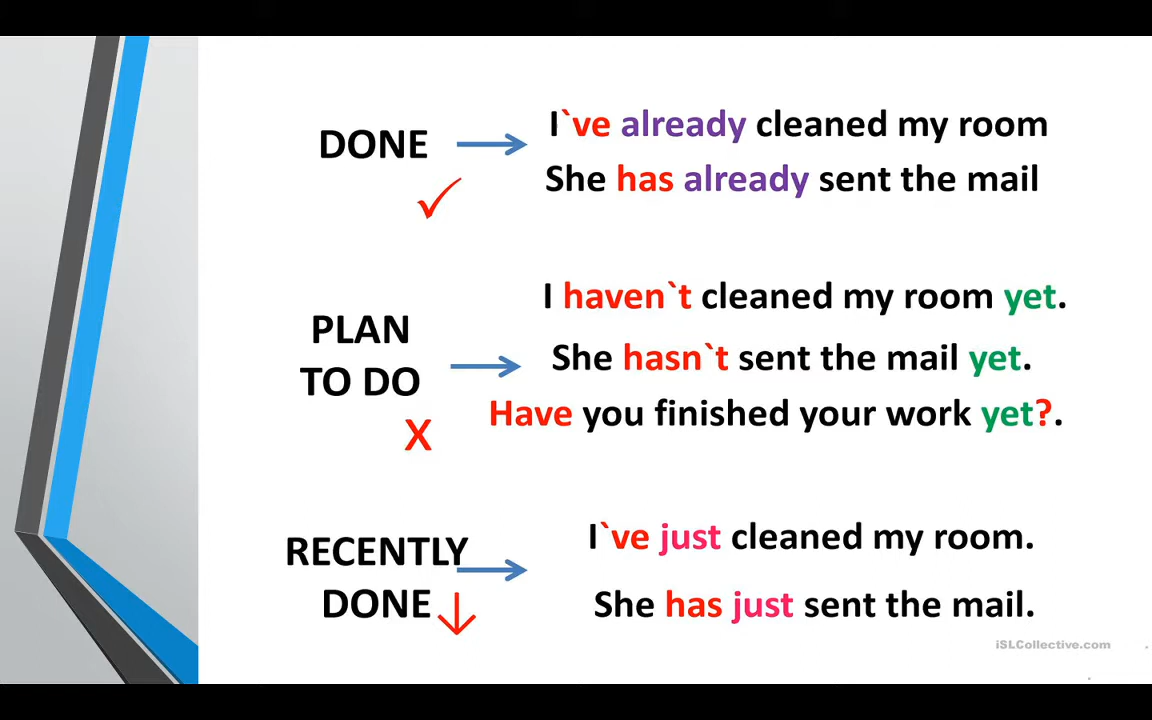 DONE
I`ve already cleaned my room
She has already sent the mail
PLAN
TO DO
X
I haven`t cleaned my room yet.
She hasn`t sent the mail yet.
Have you finished your work yet?.
RECENTLY
DONE
I`ve just cleaned my room.
She has just sent the mail.
iSLCollective.com